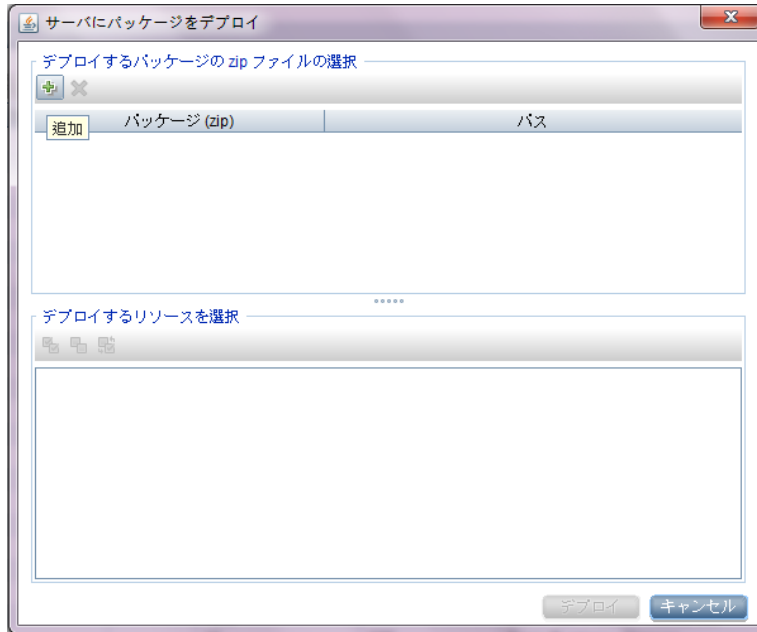 サーバにパッケージをデプロイ
デプロイするパッケージの zip ファイルの選択
パッケージ (zip) パス
追加
デプロイするリソースを選択
デプロイ キャンセル